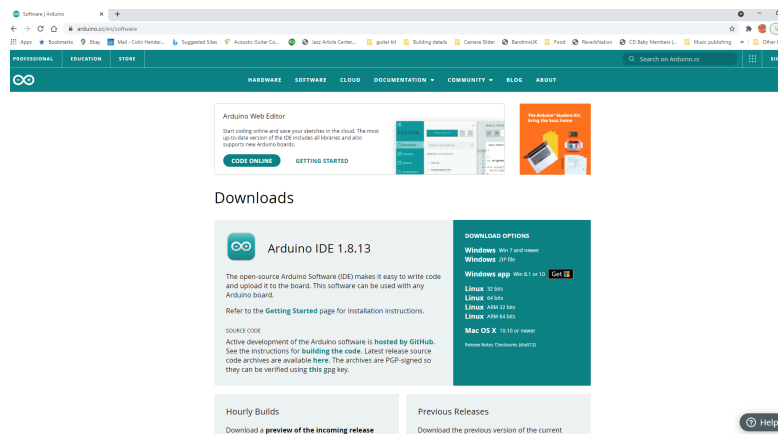 Software | Arduino
arduino.cc/en/software
Apps Bookmarks Ebay Mail - Colin Hender... Suggested Sites Acoustic Guitar Co... Jazz Article Center... guitar kit Building details Camera Slider BandmixUK Food ReverbNation CD Baby Members |... Music publishing » Other
PROFESSIONAL EDUCATION STORE Search on Arduino.cc
HARDWARE SOFTWARE CLOUD DOCUMENTATION COMMUNITY BLOG ABOUT
Arduino Web Editor
Start coding online and save your sketches in the cloud. The most
up-to-date version of the IDE includes all libraries and also
supports new Arduino boards.
CODE ONLINE GETTING STARTED
The Arduino® Student Kit:
bring the buzz home
Downloads
Arduino IDE 1.8.13
The open-source Arduino Software (IDE) makes it easy to write code
and upload it to the board. This software can be used with any
Arduino board.
Refer to the Getting Started page for Installation instructions.
SOURCE CODE
Active development of the Arduino software is hosted by GitHub.
See the instructions for building the code. Latest release source
code archives are available here. The archives are PGP-signed so
they can be verified using this gpg key.
DOWNLOAD OPTIONS
Windows Win 7 and newer
Windows ZIP file
Windows app Win 8.1 or 10 Get
Linux 32 bits
Linux 64 bits
Linux ARM 32 bits
Linux ARM 64 bits
Mac OS X 10.10 or newer
Release Notes Checksums (sha512)
Hourly Builds
Download a preview of the incoming release
Previous Releases
Download the previous version of the current
Help